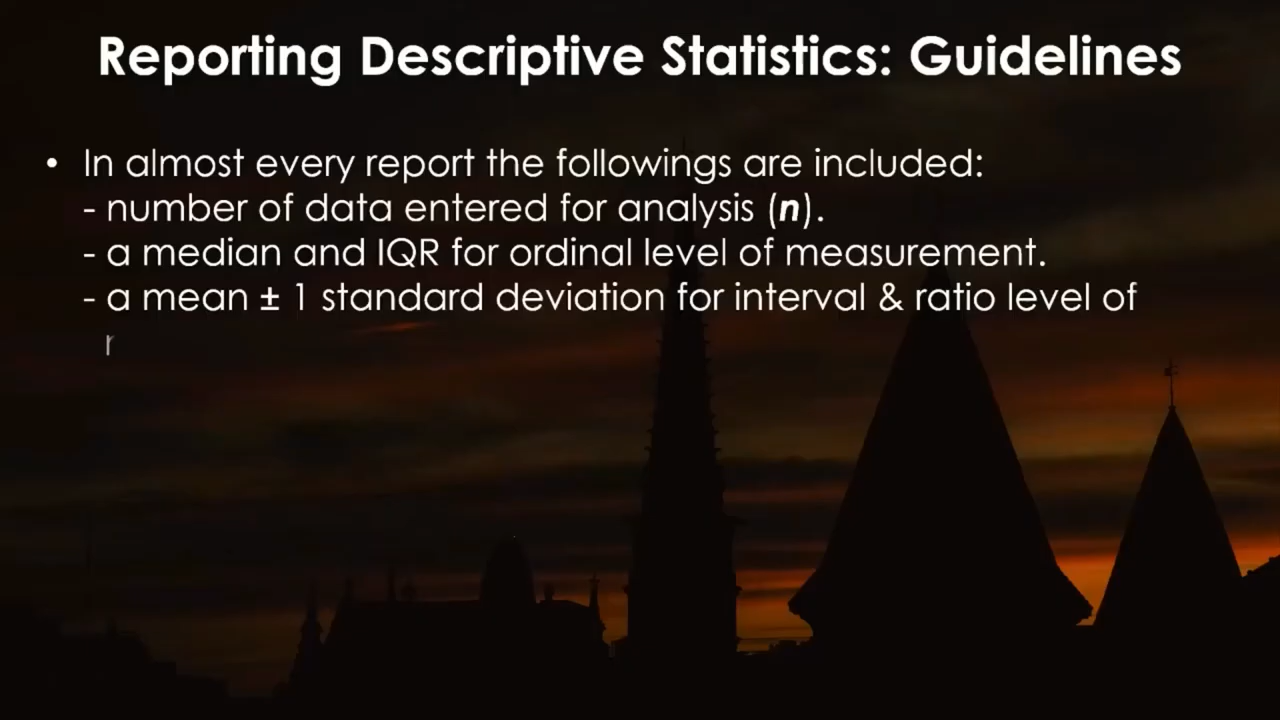 Reporting Descriptive Statistics: Guidelines
• In almost every report the followings are included:
- number of data entered for analysis (n).
- a median and IQR for ordinal level of measurement.
- a mean ± 1 standard deviation for interval & ratio level of